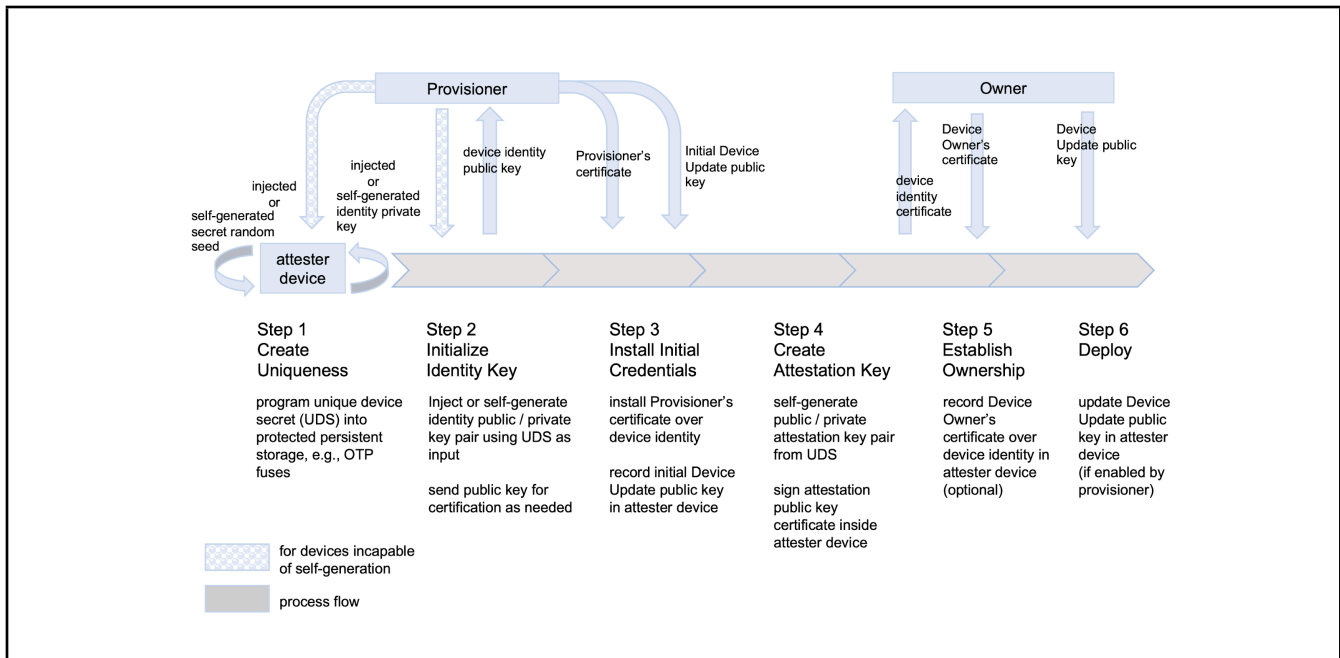 Provisioner
Owner
injected
or
self-generated
secret random
seed
injected
or
self-generated
identity private
key
device identity
public key
Provisioner's
certificate
Initial Device
Update public
key
device
identity
certificate
Device
Owner's
certificate
Device
Update public
key
attester
device
Step 1
Create
Uniqueness
program unique device
secret (UDS) into
protected persistent
storage, e.g., OTP
fuses
Step 2
Initialize
Identity Key
Inject or self-generate
identity public / private
key pair using UDS as
input
send public key for
certification as needed
Step 3
Install Initial
Credentials
install Provisioner's
certificate over
device identity
record initial Device
Update public key
in attester device
Step 4
Create
Attestation Key
self-generate
public / private
attestation key pair
from UDS
sign attestation
public key
certificate inside
attester device
Step 5
Establish
Ownership
record Device
Owner's
certificate over
device identity in
attester device
(optional)
Step 6
Deploy
update Device
Update public
key in attester
device
(if enabled by
provisioner)
for devices incapable
of self-generation
process flow